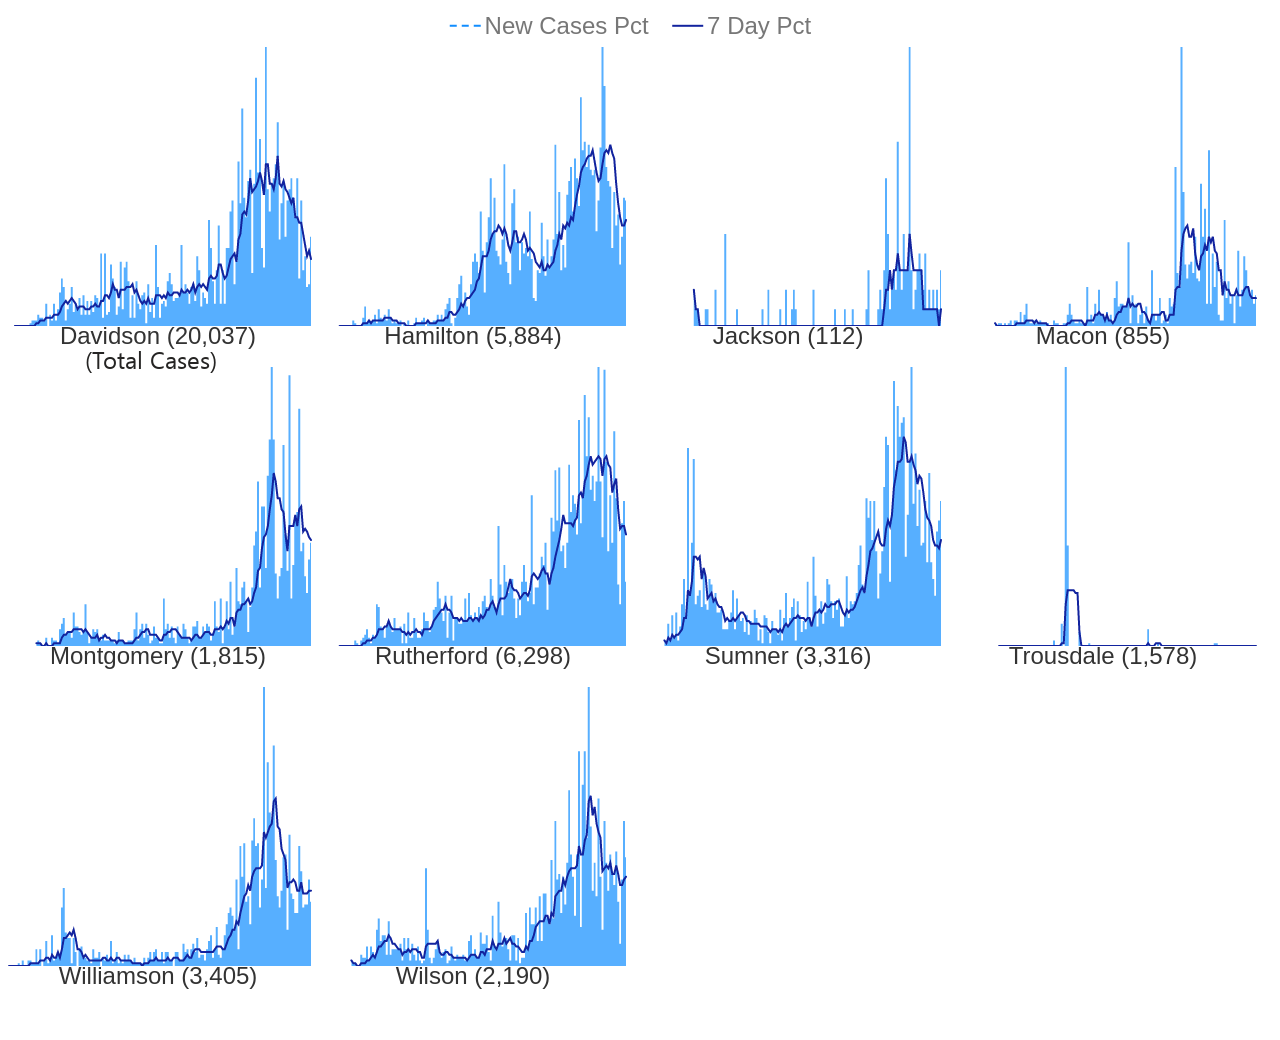 New Cases Pct 7 Day Pct
Davidson (20,037) Hamilton (5,884) Jackson (112) Macon (855)
(Total Cases)
Montgomery (1,815) Rutherford (6,298) Sumner (3,316) Trousdale (1,578)
Williamson (3,405) Wilson (2,190)